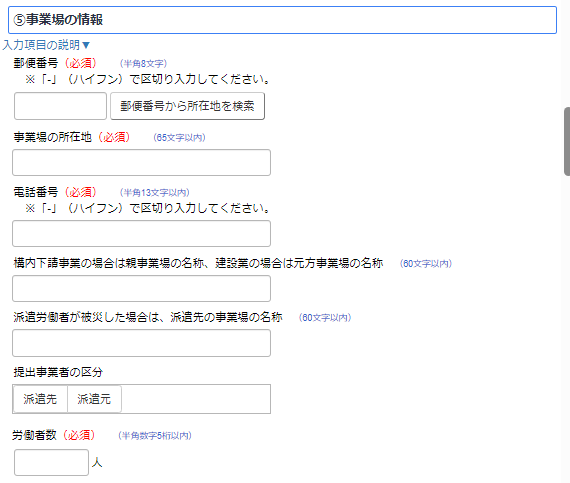 ⑤事業場の情報
入力項目の説明▼
郵便番号（必須） （半角8文字）
※「-」（ハイフン）で区切り入力してください。
郵便番号から所在地を検索
事業場の所在地（必須） （65文字以内）
電話番号（必須） （半角13文字以内）
※「-」（ハイフン）で区切り入力してください。
構内下請事業の場合は親事業場の名称、建設業の場合は元方事業場の名称 （60文字以内）
派遣労働者が被災した場合は、派遣先の事業場の名称 （60文字以内）
提出事業者の区分
派遣先 派遣元
労働者数（必須） （半角数字5桁以内）
人